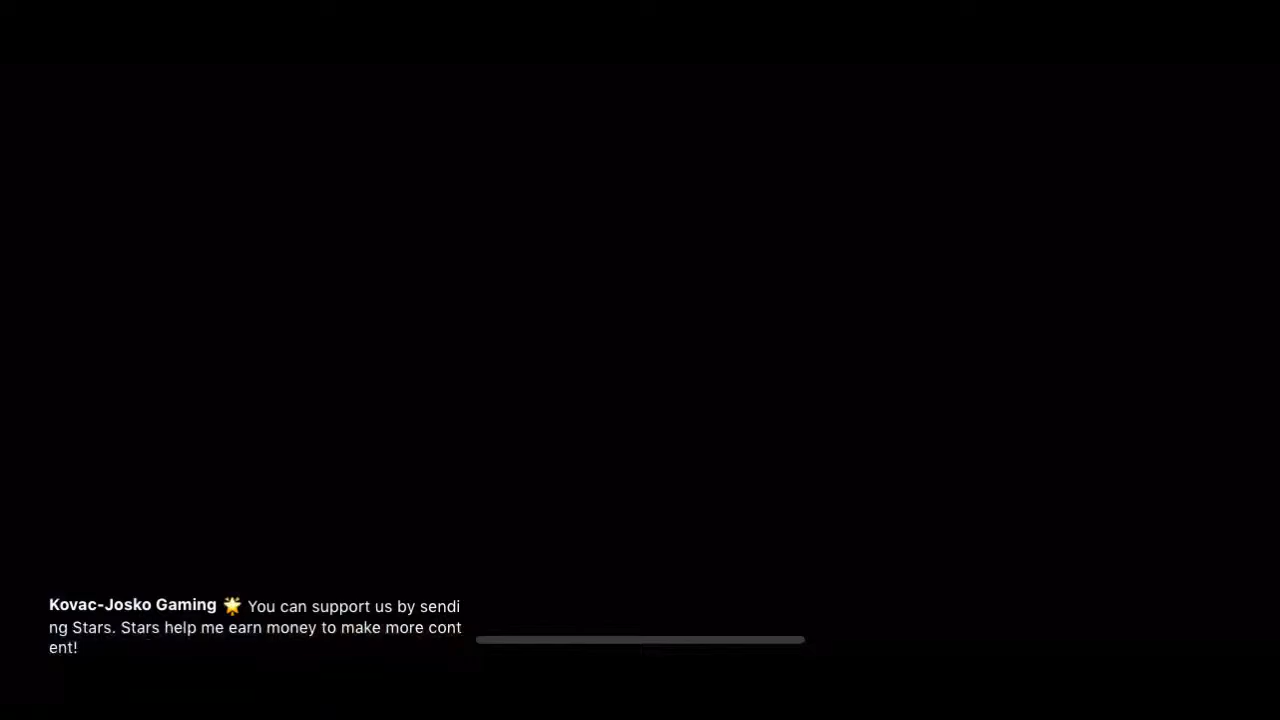 Kovac-Josko Gaming 🌟 You can support us by sendi
ng Stars. Stars help me earn money to make more cont
ent!